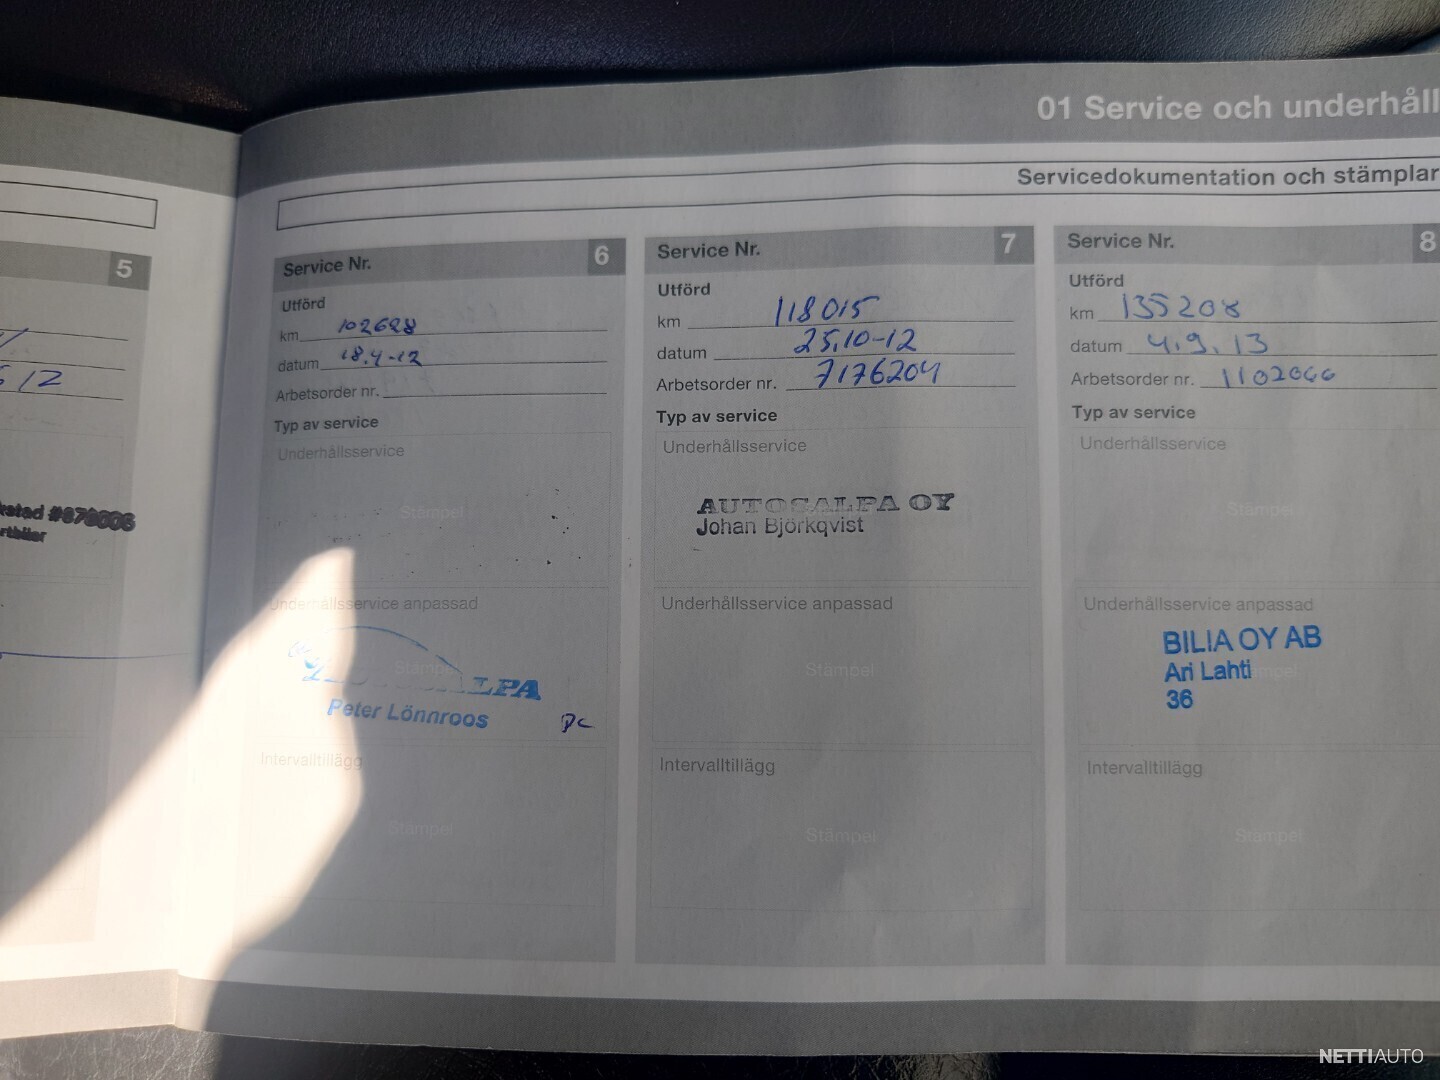 01 Service och underhåll
Servicedokumentation och stämplar
5
612
#879006
Service Nr. 6
Utförd
km 102628
datum 18.4-12
Arbetsorder nr.
Typ av service
Underhållsservice
Stämpel
Underhållsservice anpassad
Stämpel
ALPA
Peter Lönnroos
Intervalltillägg
Stämpel
Service Nr. 7
Utförd
km 118015
datum 25.10-12
Arbetsorder nr. 7176204
Typ av service
Underhållsservice
AUTOSALPA OY
Johan Björkqvist
Underhållsservice anpassad
Stämpel
Intervalltillägg
Stämpel
Service Nr. 8
Utförd
km 135208
datum 4.9.13
Arbetsorder nr. 1102066
Typ av service
Underhållsservice
Stämpel
Underhållsservice anpassad
BILIA OY AB
Ari Lahti
36
Intervalltillägg
Stämpel
NETTIAUTO